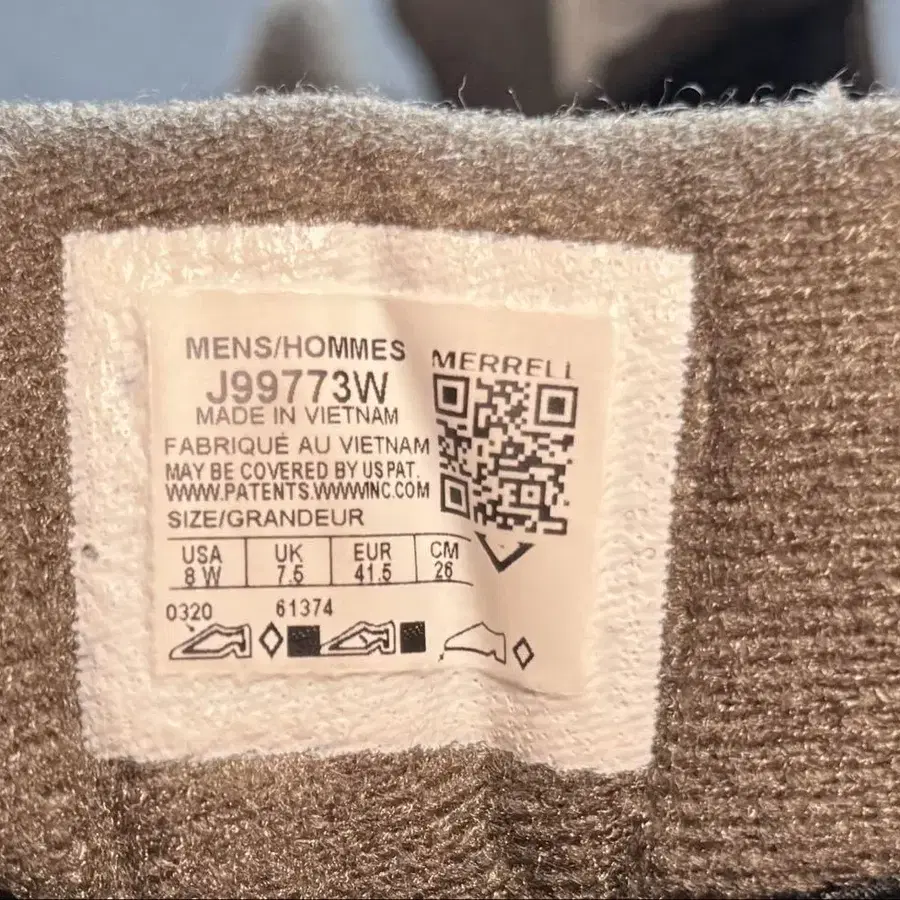 MENS/HOMMES
J99773W
MADE IN VIETNAM
FABRIQUÉ AU VIETNAM
MAY BE COVERED BY US PAT.
WWW.PATENTS.WWWINC.COM
SIZE/GRANDEUR
USA UK EUR CM
8 W 7.5 41.5 26
0320 61374
MERRELL